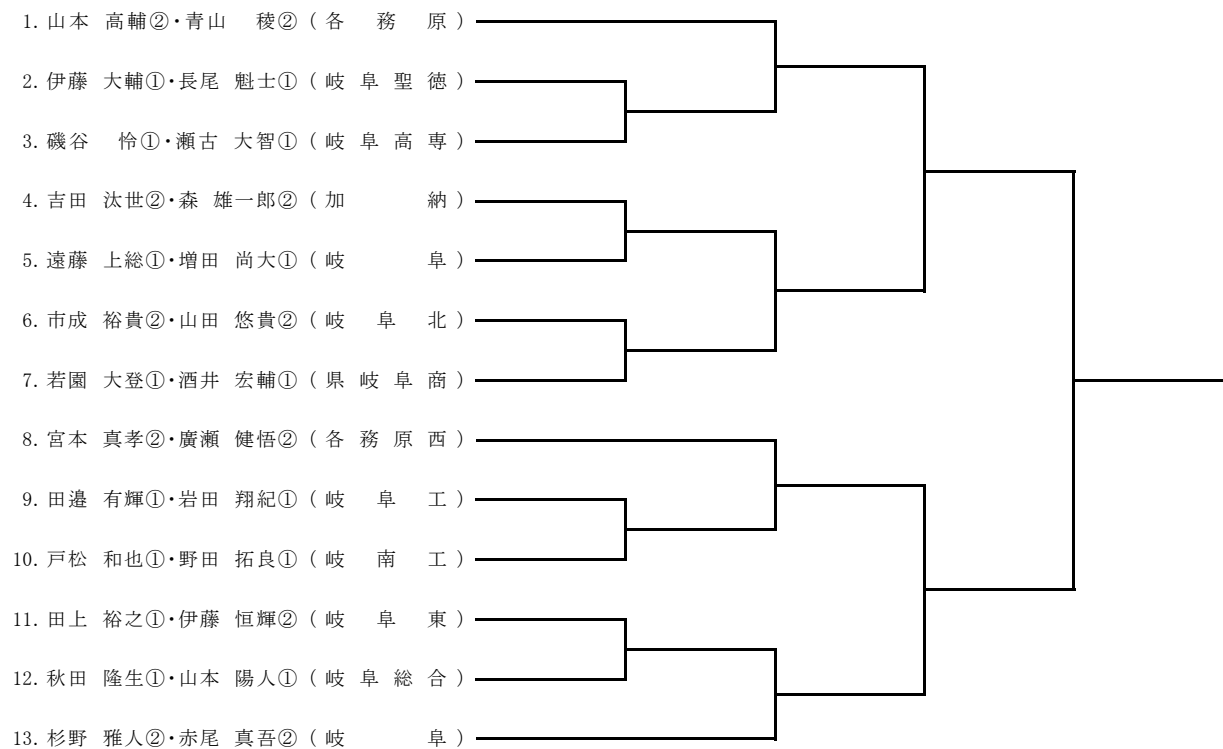 1. 山本 高輔②・青山 稜② ( 各務原 )
2. 伊藤 大輔①・長尾 魁士① ( 岐阜聖徳 )
3. 磯谷 怜①・瀬古 大智① ( 岐阜高専 )
4. 吉田 汰世②・森 雄一郎② ( 加納 )
5. 遠藤 上総①・増田 尚大① ( 岐阜 )
6. 市成 裕貴②・山田 悠貴② ( 岐阜北 )
7. 若園 大登①・酒井 宏輔① ( 県岐阜商 )
8. 宮本 真孝②・廣瀬 健悟② ( 各務原西 )
9. 田邉 有輝①・岩田 翔紀① ( 岐阜工 )
10. 戸松 和也①・野田 拓良① ( 岐南工 )
11. 田上 裕之①・伊藤 恒輝② ( 岐阜東 )
12. 秋田 隆生①・山本 陽人① ( 岐阜総合 )
13. 杉野 雅人②・赤尾 真吾② ( 岐阜 )